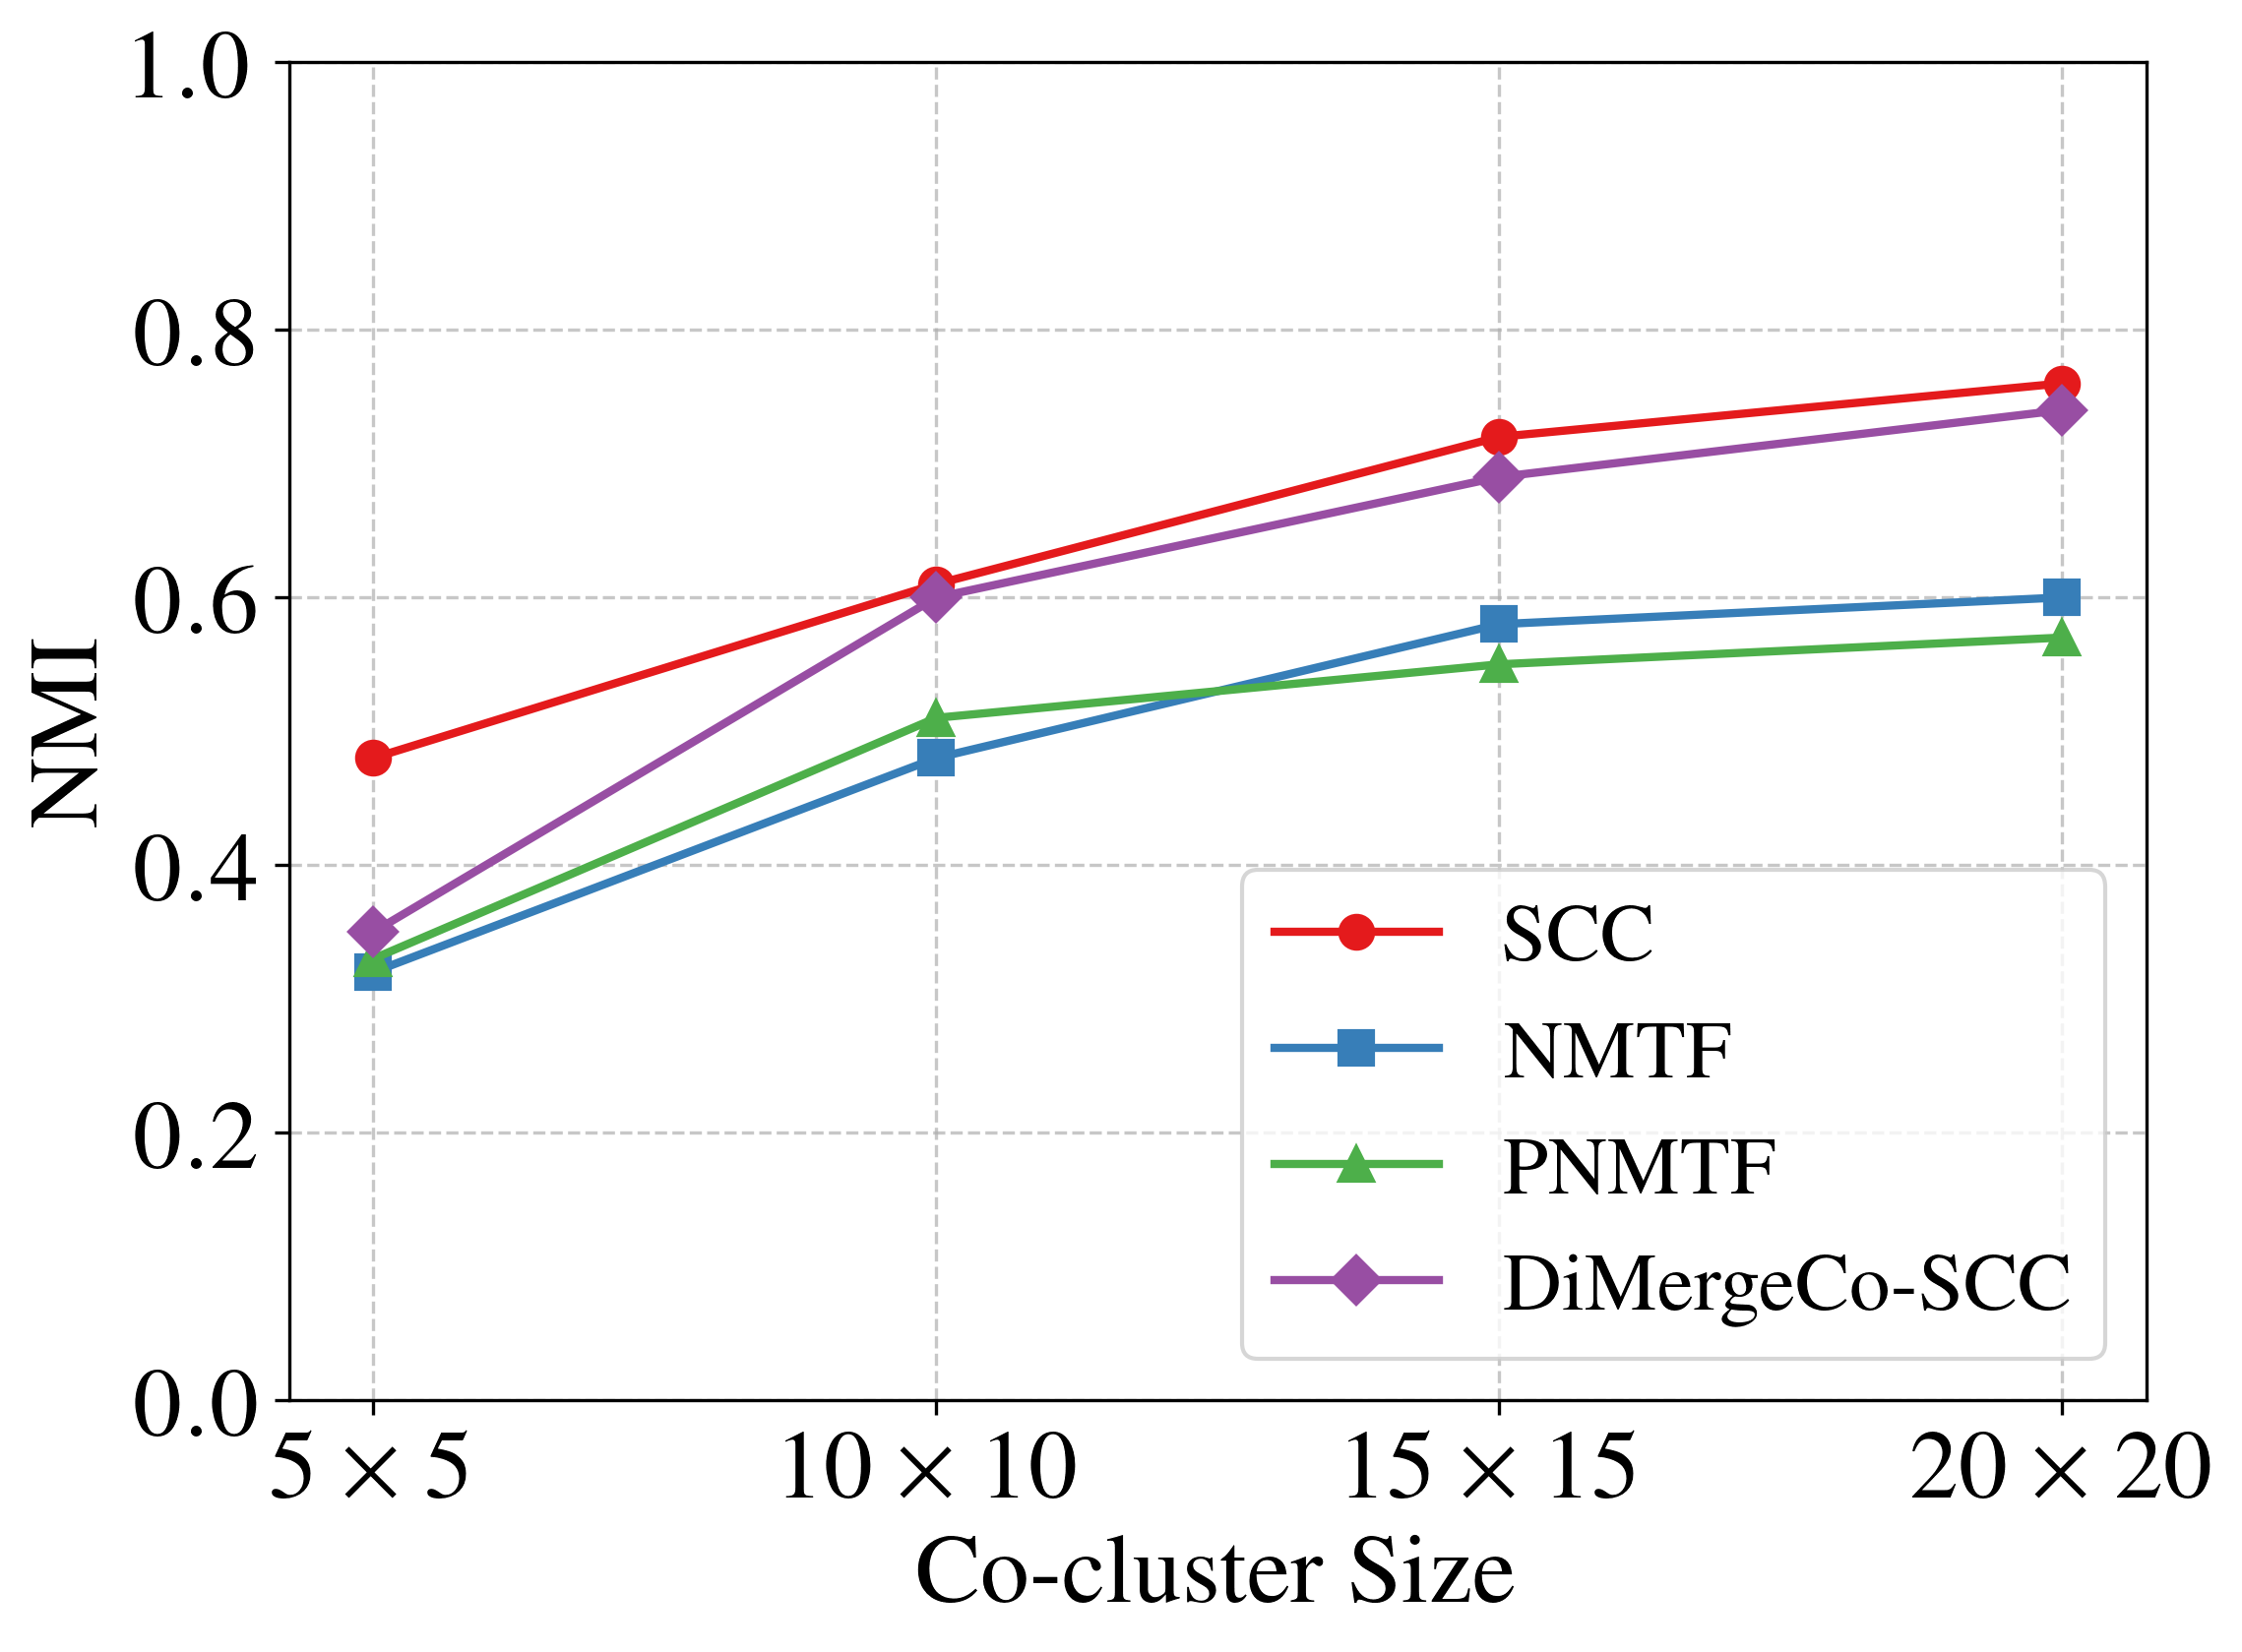 1.0
0.8
0.6
0.4
0.2
0.0
NMI
5 × 5
10 × 10
15 × 15
20 × 20
Co-cluster Size
SCC
NMTF
PNMTF
DiMergeCo-SCC